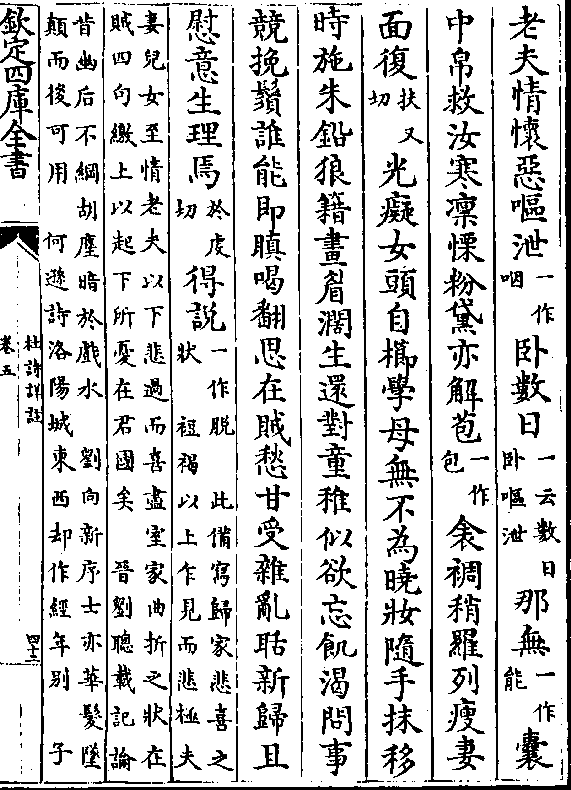 老夫情懷惡嘔泄一作咽卧數日一云數日卧嘔泄那無一作能囊
中帛救汝寒凛慄粉黛亦解苞一作包衾裯稍羅列瘦妻
面復扶又切光癡女頭自櫛學母無不為曉妝隨手抹移
時施朱鉛狼籍畫眉濶生還對童稚似欲忘飢渴問事
競挽鬚誰能即瞋喝翻思在賊愁甘受雜亂聒新歸且
慰意生理焉於虔切得説一作脱 此備寫歸家悲喜之
狀 裋褐以上乍見而悲極夫
妻兒女至情老夫以下悲過而喜盡室家曲折之狀在
賊四句繳上以起下所憂在君國矣 晉劉聰載記論
昔幽后不綱胡塵暗於戲水 劉向新序士亦華髮墜
顛而後可用 何遜詩洛陽城東西却作經年別 子
欽定四庫全書
杜詩詳註
卷五
四十二